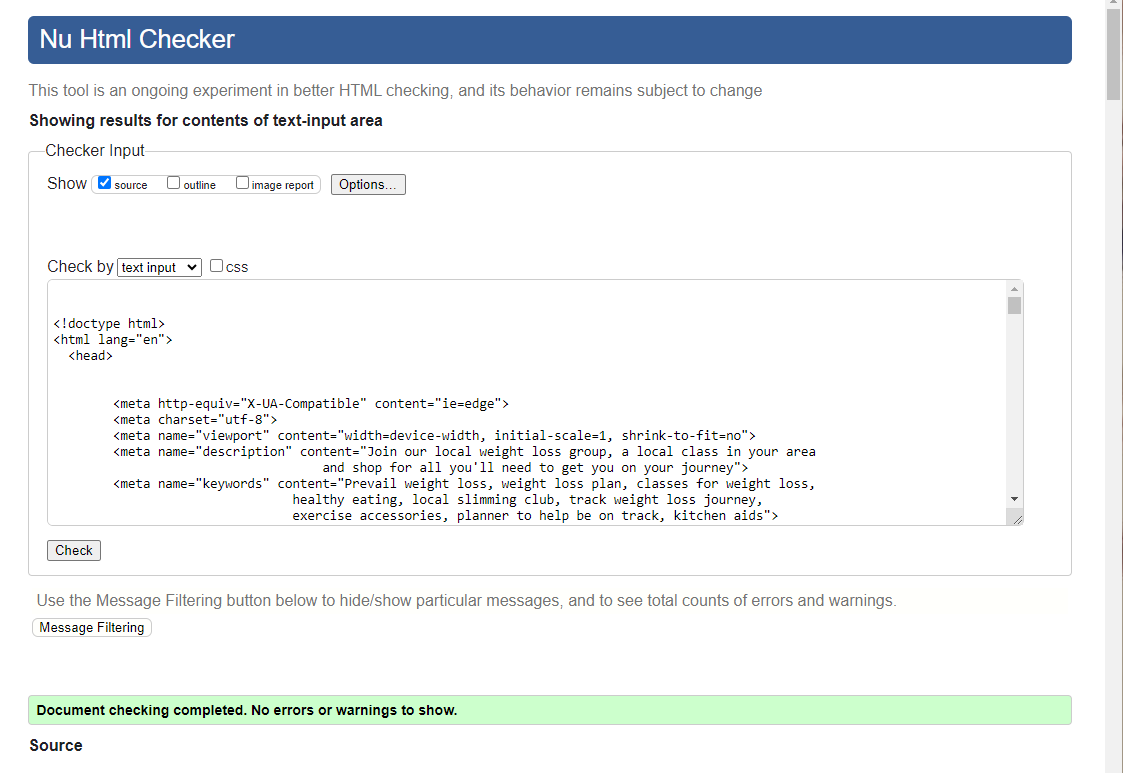 Nu Html Checker
This tool is an ongoing experiment in better HTML checking, and its behavior remains subject to change
Showing results for contents of text-input area
Checker Input
Show source outline image report Options...
Check by text input css
<!doctype html>
<html lang="en">
<head>
<meta http-equiv="X-UA-Compatible" content="ie=edge">
<meta charset="utf-8">
<meta name="viewport" content="width=device-width, initial-scale=1, shrink-to-fit=no">
<meta name="description" content="Join our local weight loss group, a local class in your area
and shop for all you'll need to get you on your journey">
<meta name="keywords" content="Prevail weight loss, weight loss plan, classes for weight loss,
healthy eating, local slimming club, track weight loss journey,
exercise accessories, planner to help be on track, kitchen aids">
Check
Use the Message Filtering button below to hide/show particular messages, and to see total counts of errors and warnings.
Message Filtering
Document checking completed. No errors or warnings to show.
Source